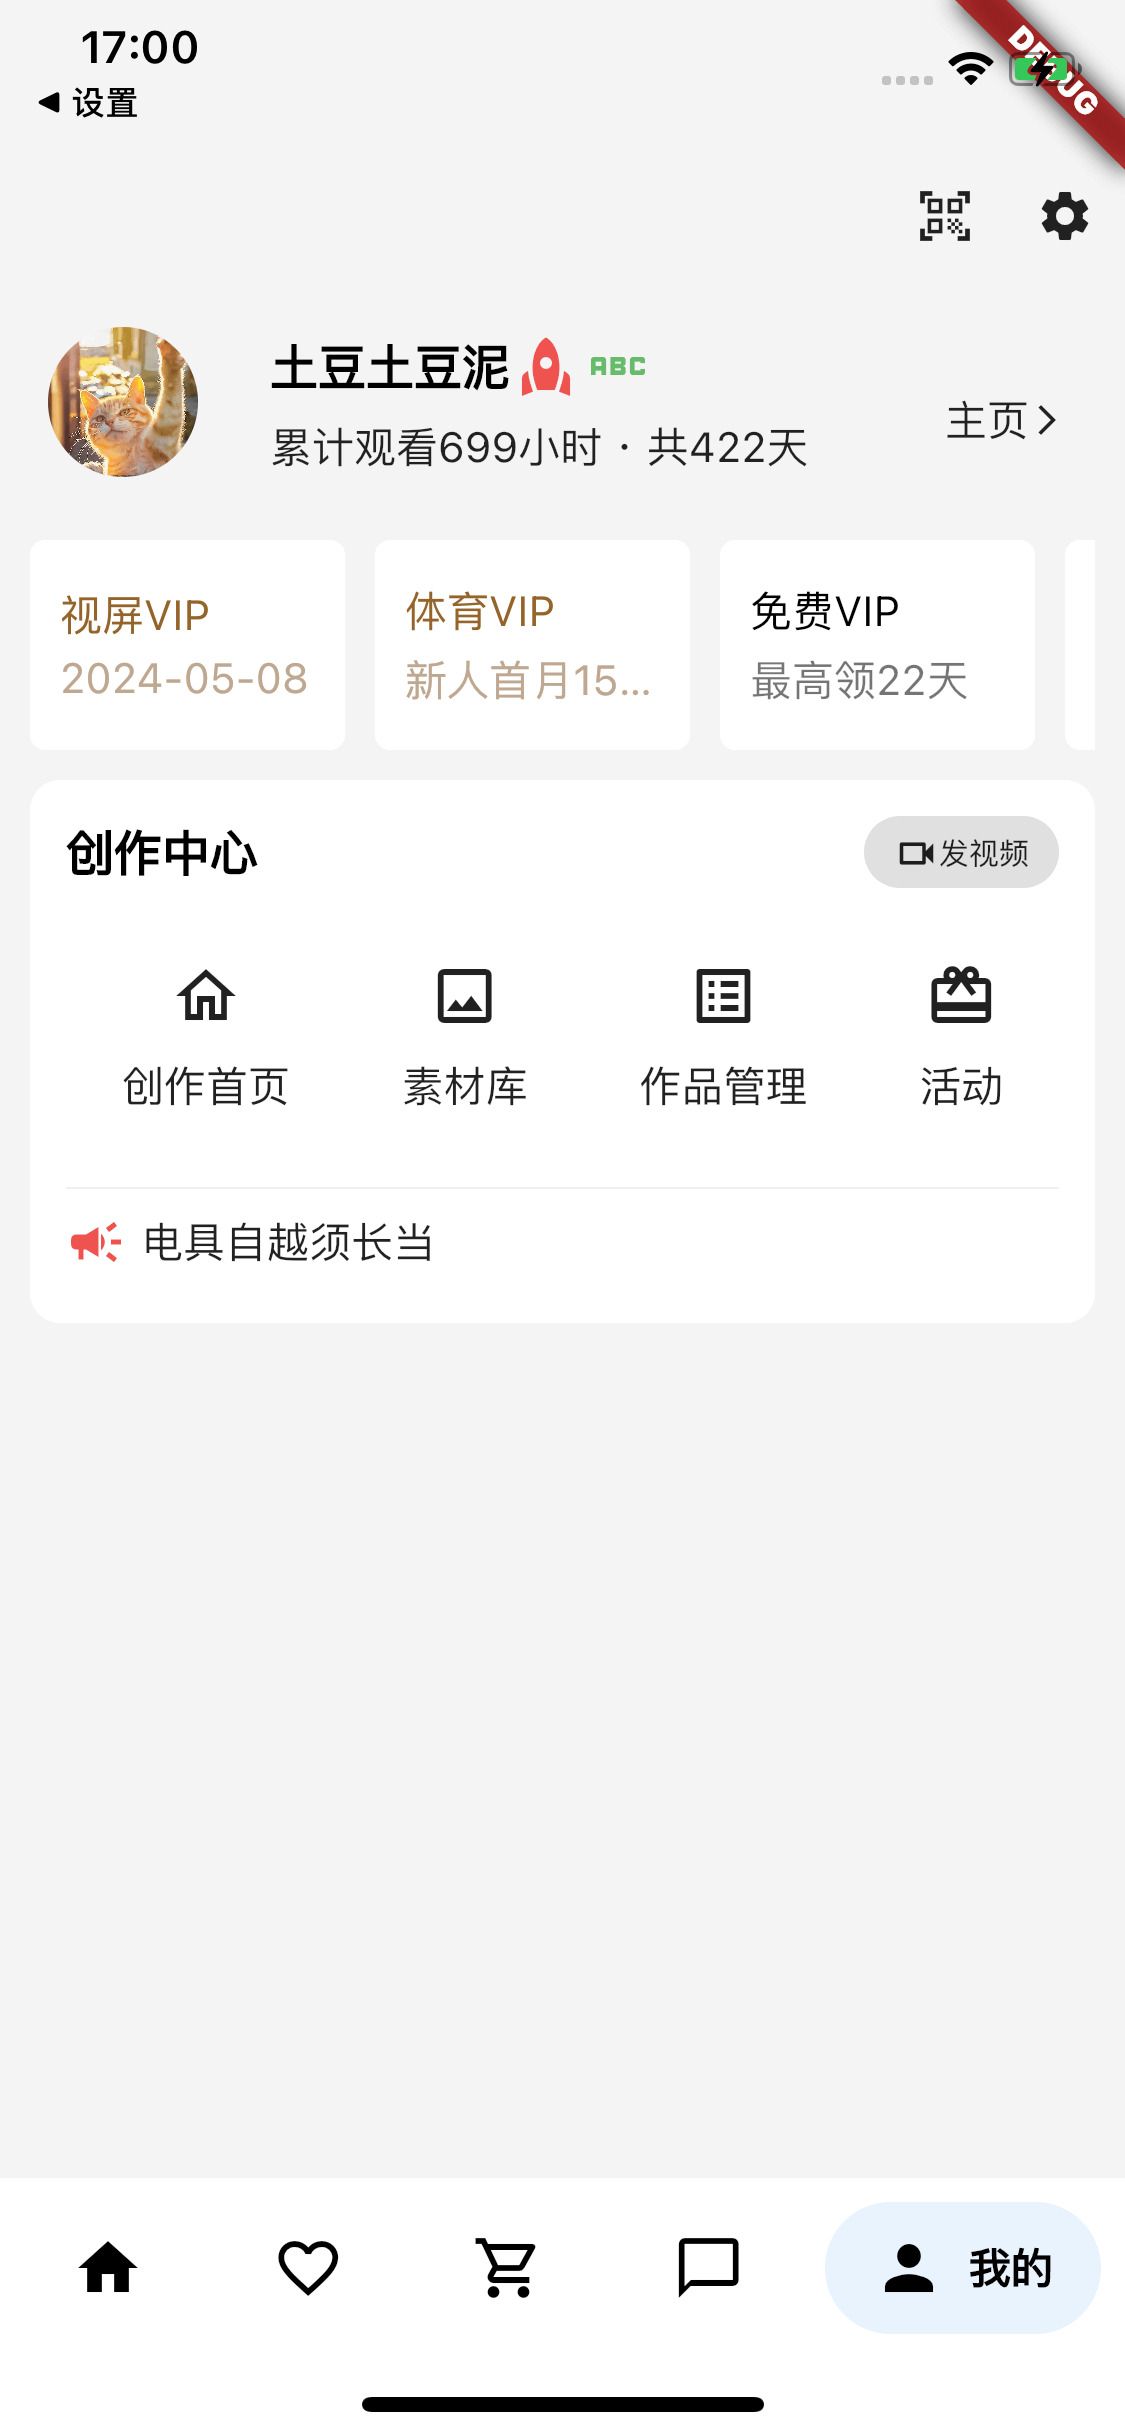 17:00
DEBUG
◀ 设置
土豆土豆泥 ABC
累计观看699小时 · 共422天
主页
视屏VIP
2024-05-08
体育VIP
新人首月15...
免费VIP
最高领22天
创作中心
发视频
创作首页
素材库
作品管理
活动
电具自越须长当
我的